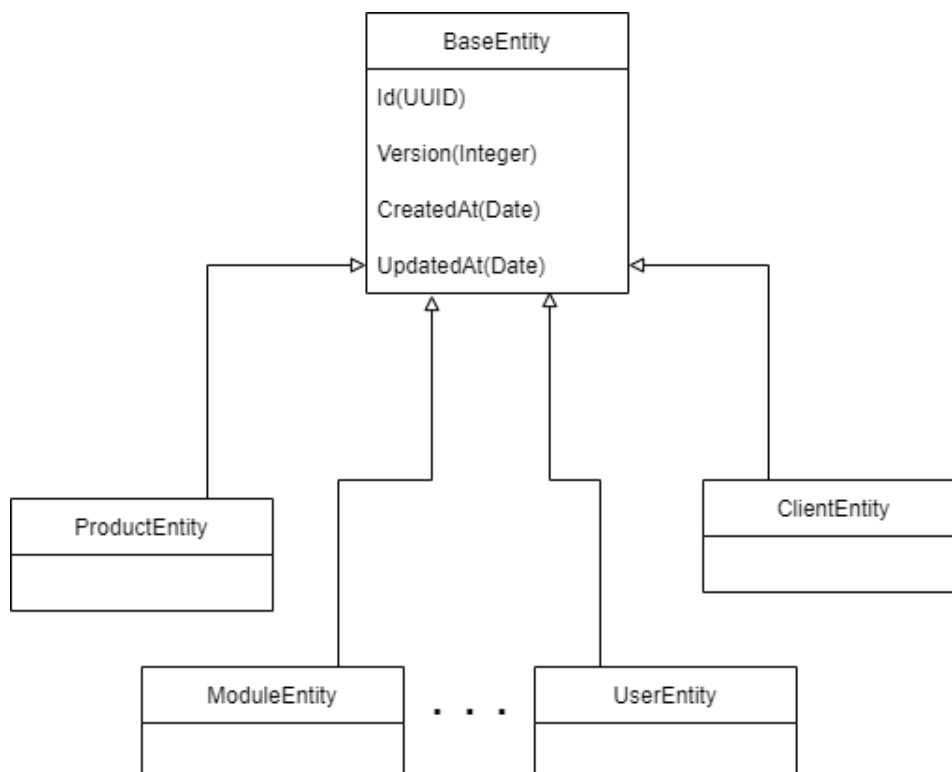 BaseEntity
Id(UUID)
Version(Integer)
CreatedAt(Date)
UpdatedAt(Date)
ProductEntity
ClientEntity
ModuleEntity
. . .
UserEntity